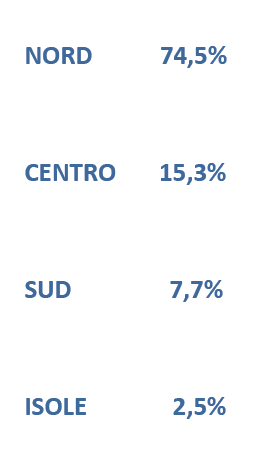 NORD 74,5%
CENTRO 15,3%
SUD 7,7%
ISOLE 2,5%